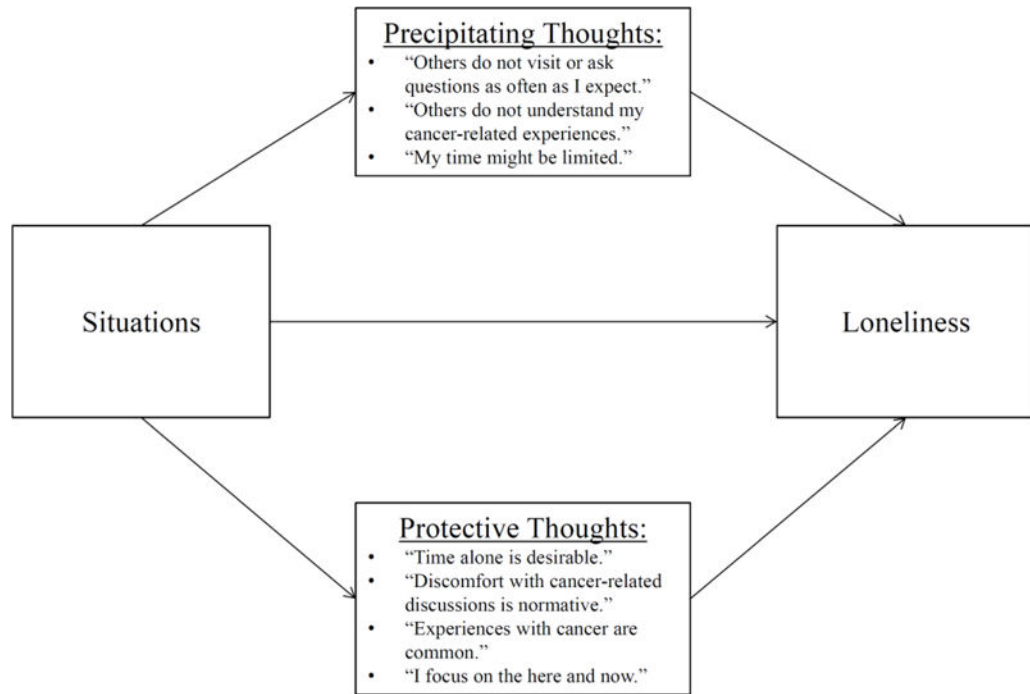 Precipitating Thoughts:
• “Others do not visit or ask
questions as often as I expect.”
• “Others do not understand my
cancer-related experiences.”
• “My time might be limited.”
Situations
Loneliness
Protective Thoughts:
• “Time alone is desirable.”
• “Discomfort with cancer-related
discussions is normative.”
• “Experiences with cancer are
common.”
• “I focus on the here and now.”